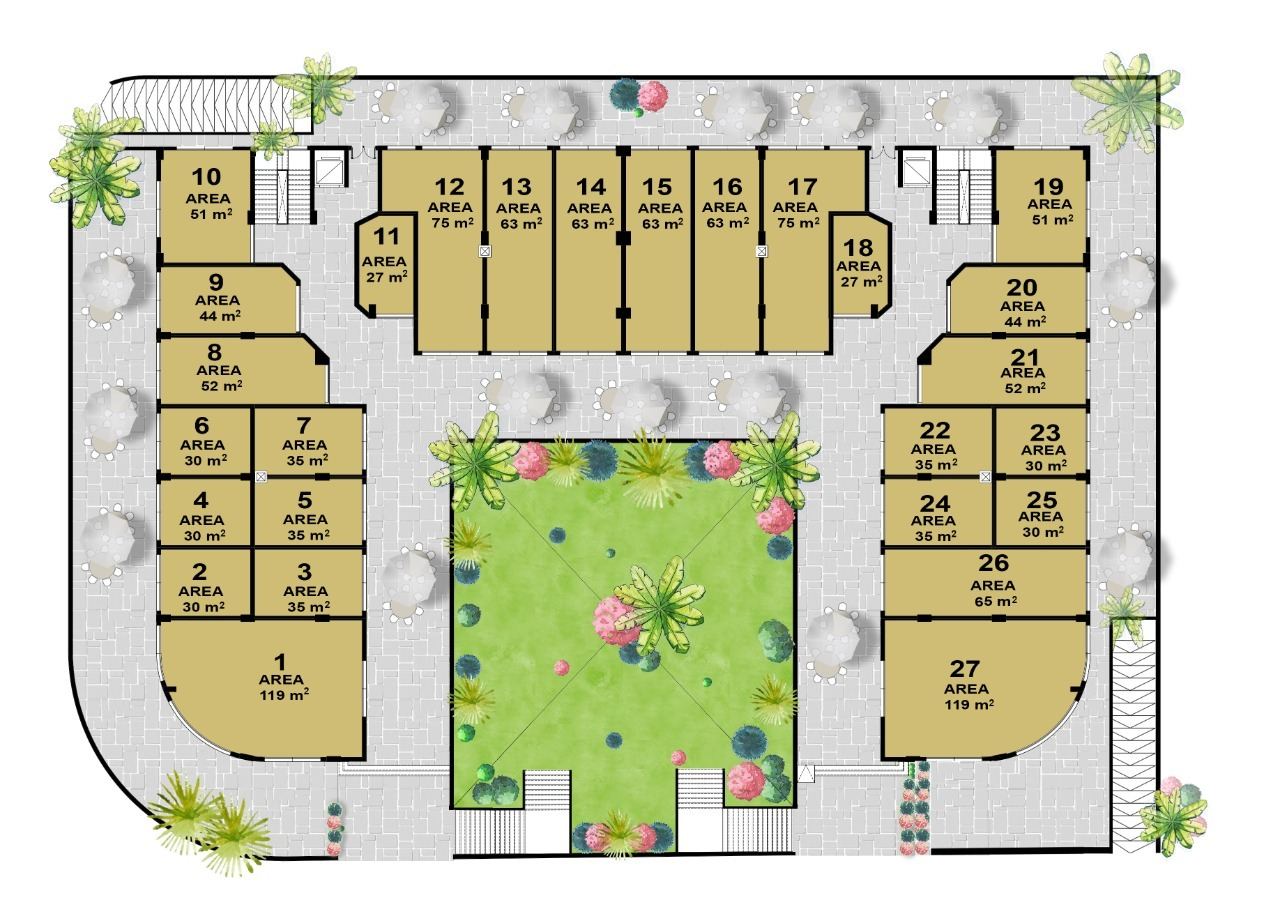 10
AREA
51 m²
9
AREA
44 m²
8
AREA
52 m²
6
AREA
30 m²
7
AREA
35 m²
4
AREA
30 m²
5
AREA
35 m²
2
AREA
30 m²
3
AREA
35 m²
1
AREA
119 m²
11
AREA
27 m²
12
AREA
75 m²
13
AREA
63 m²
14
AREA
63 m²
15
AREA
63 m²
16
AREA
63 m²
17
AREA
75 m²
18
AREA
27 m²
19
AREA
51 m²
20
AREA
44 m²
21
AREA
52 m²
22
AREA
35 m²
23
AREA
30 m²
24
AREA
35 m²
25
AREA
30 m²
26
AREA
65 m²
27
AREA
119 m²